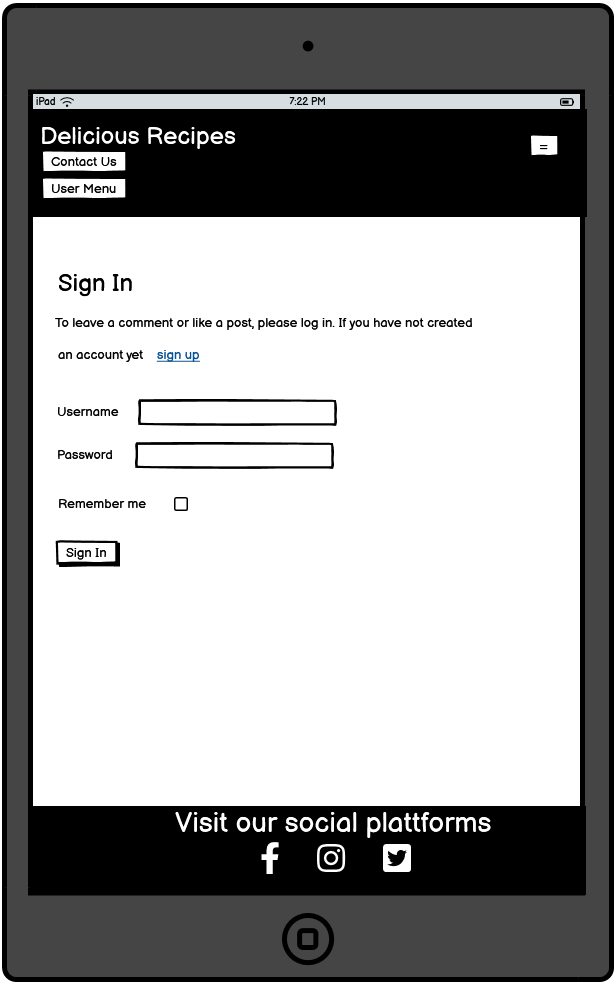 iPad 7:22 PM
Delicious Recipes
Contact Us
=
User Menu
Sign In
To leave a comment or like a post, please log in. If you have not created
an account yet sign up
Username
Password
Remember me
Sign In
Visit our social plattforms